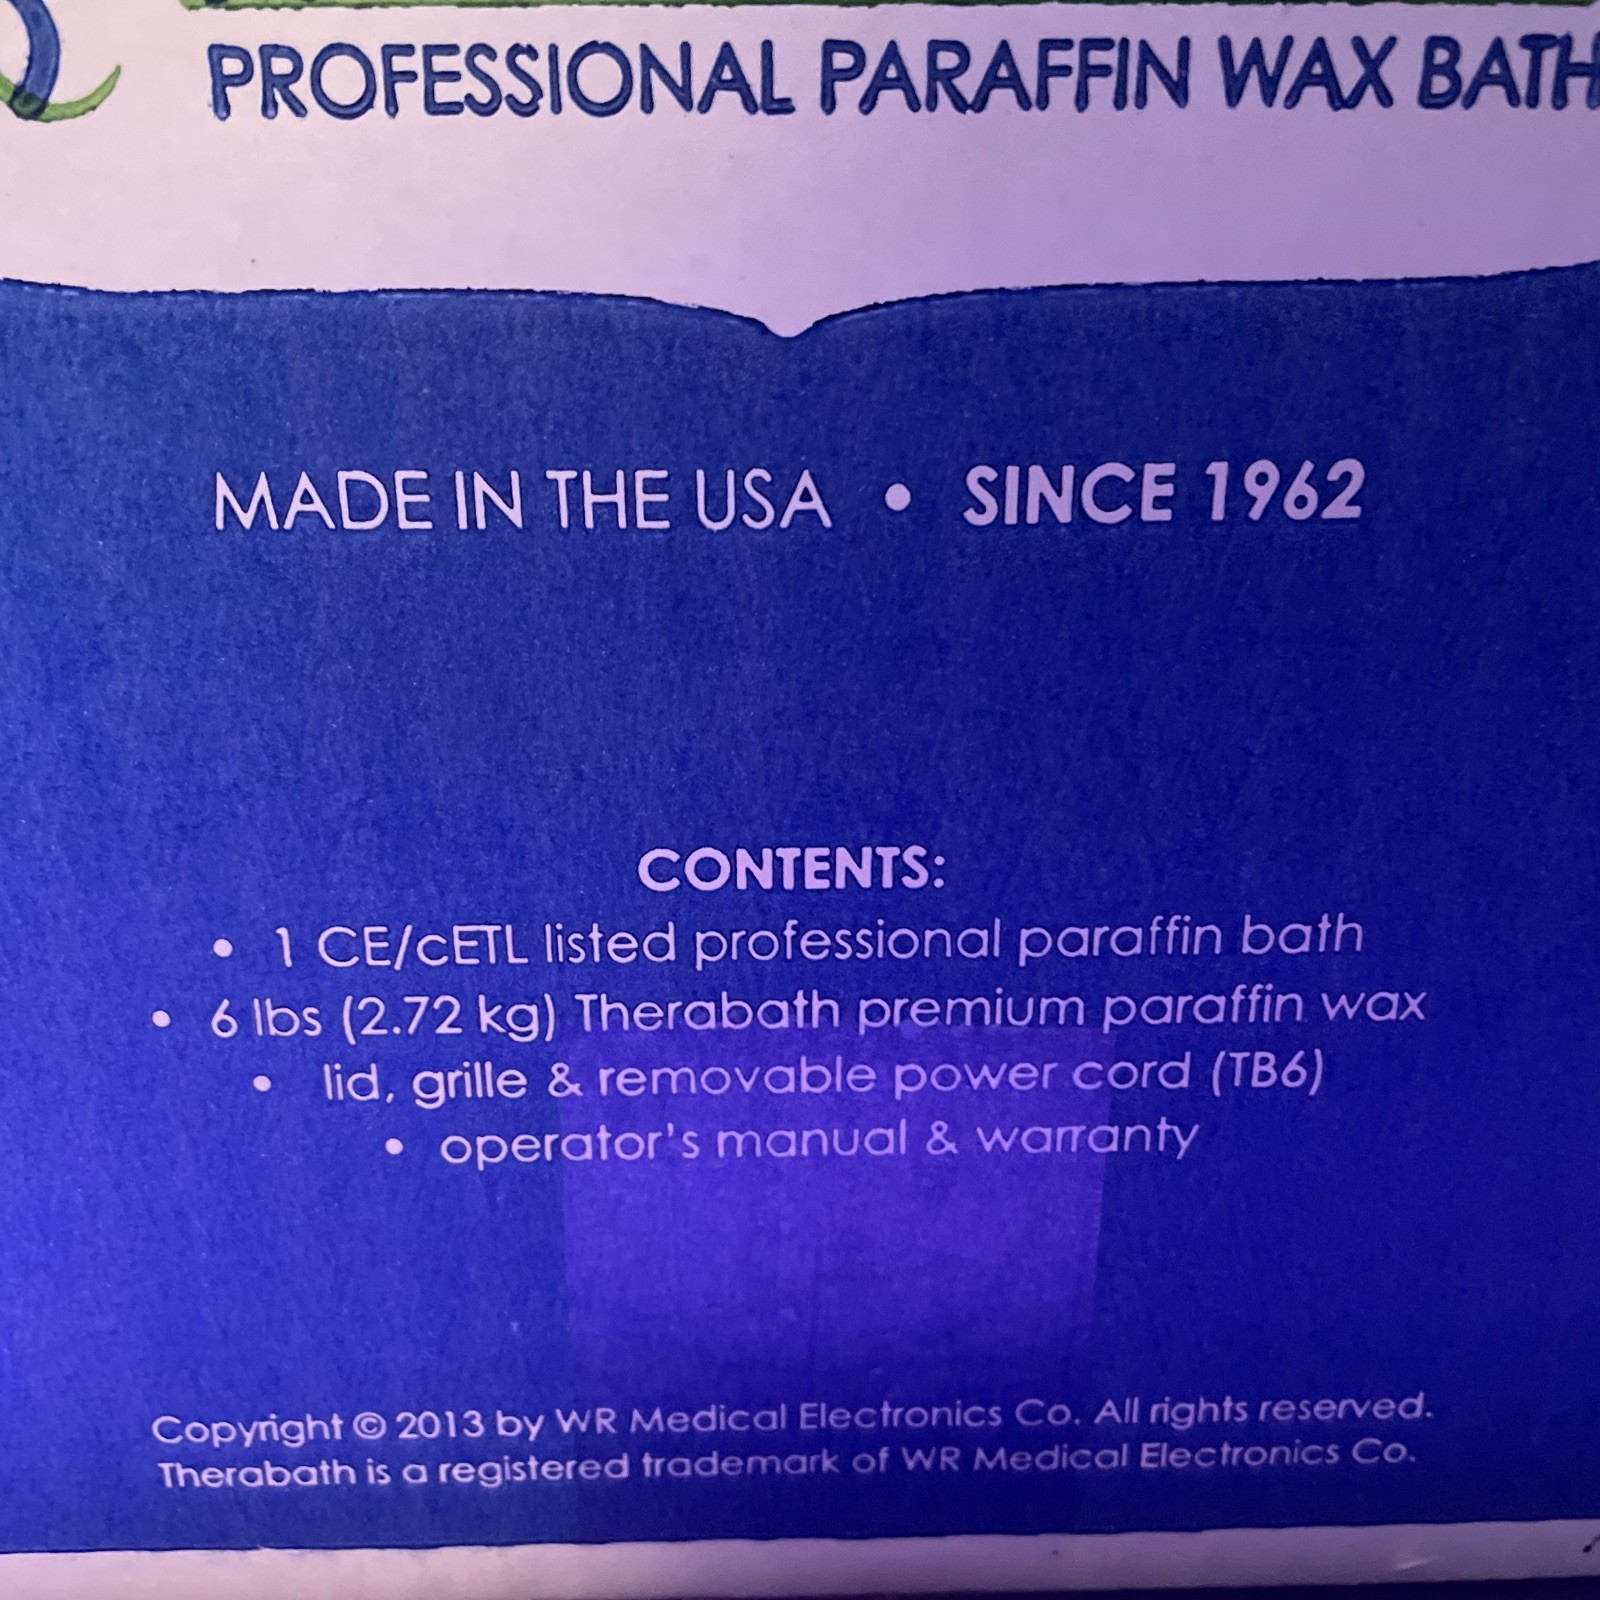 PROFESSIONAL PARAFFIN WAX BATH
MADE IN THE USA • SINCE 1962
CONTENTS:
• 1 CE/cETL listed professional paraffin bath
• 6 lbs (2.72 kg) Therabath premium paraffin wax
• lid, grille & removable power cord (TB6)
• operator's manual & warranty
Copyright © 2013 by WR Medical Electronics Co. All rights reserved.
Therabath is a registered trademark of WR Medical Electronics Co.